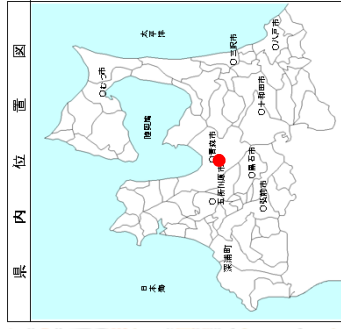 県内位置図
むつ市
日本海
陸奥湾
太平洋
青森市
五所川原市
深浦町
三沢市
黒石市
弘前市
十和田市
八戸市